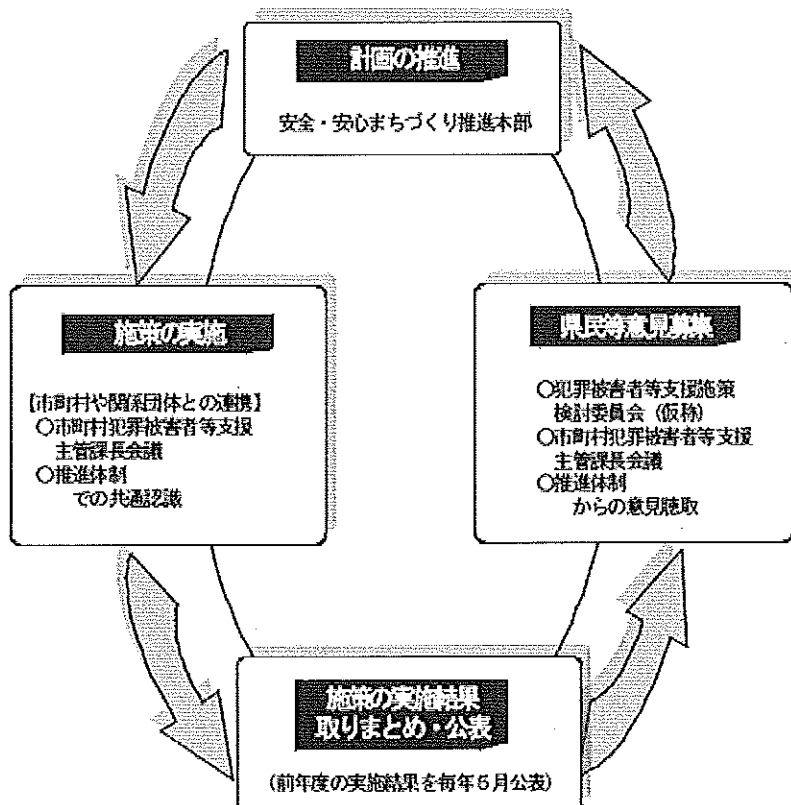 計画の推進
安全・安心まちづくり推進本部
施策の実施
【市町村や関係団体との連携】
○市町村犯罪被害者等支援
主管課長会議
○推進体制
での共通認識
県民等意見募集
○犯罪被害者等支援施策
検討委員会（仮称）
○市町村犯罪被害者等支援
主管課長会議
○推進体制
からの意見聴取
施策の実施結果
取りまとめ・公表
(前年度の実施結果を毎年6月公表)